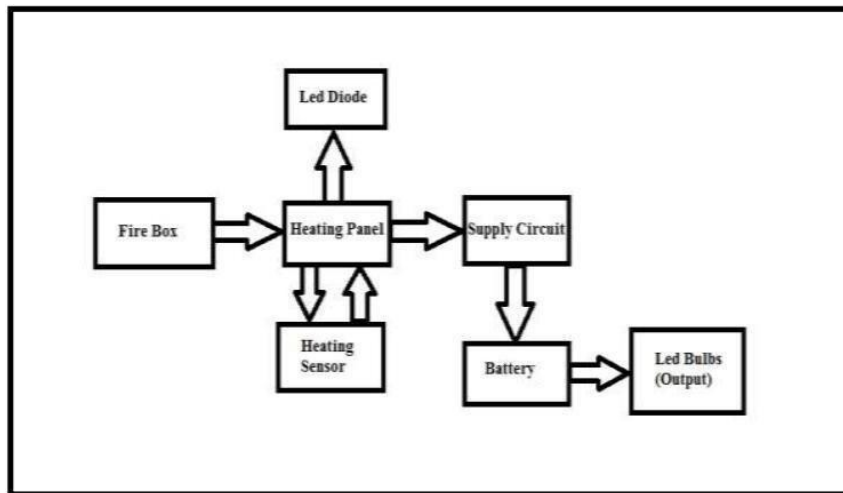 Led Diode
Fire Box
Heating Panel
Supply Circuit
Heating
Sensor
Battery
Led Bulbs
(Output)